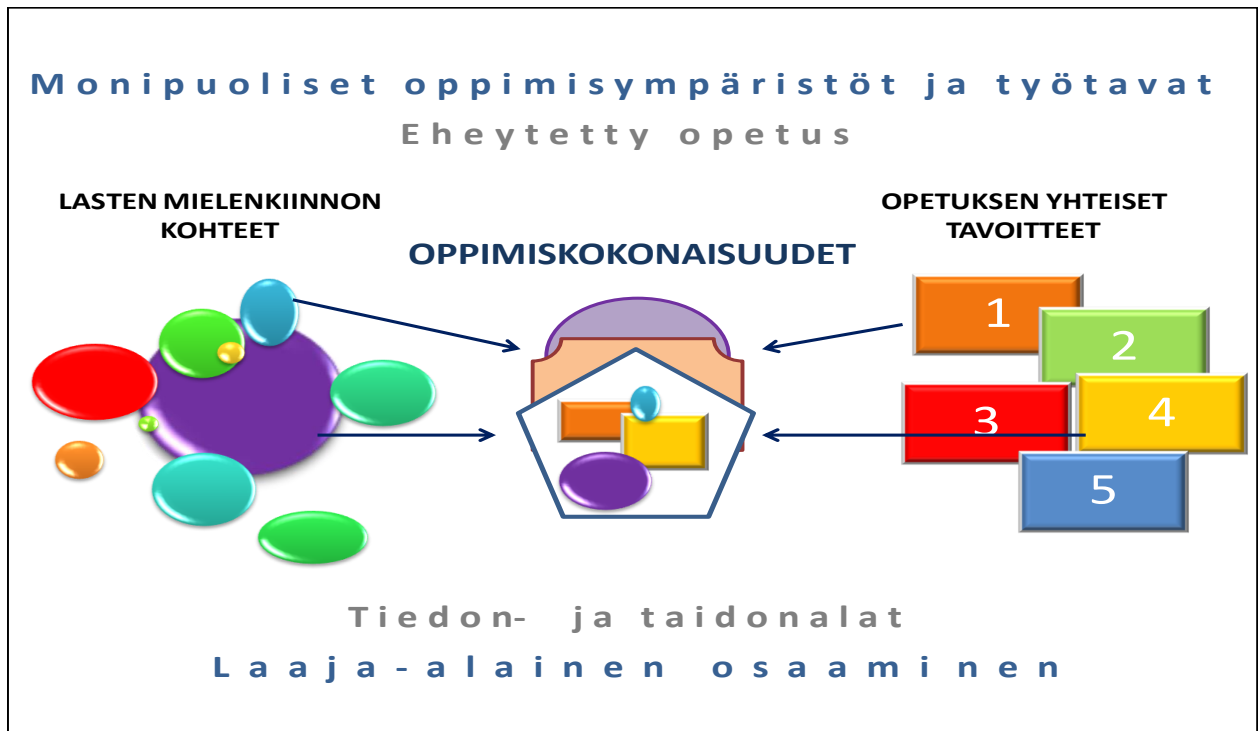 Monipuoliset oppimisympäristöt ja työtavat
Eheytetty opetus
LASTEN MIELENKIINNON
KOHTEET
OPPIMISKOKONAISUUDET
OPETUKSEN YHTEISET
TAVOITTEET
1
2
3
4
5
Tiedon- ja taidonalat
Laaja-alainen osaaminen